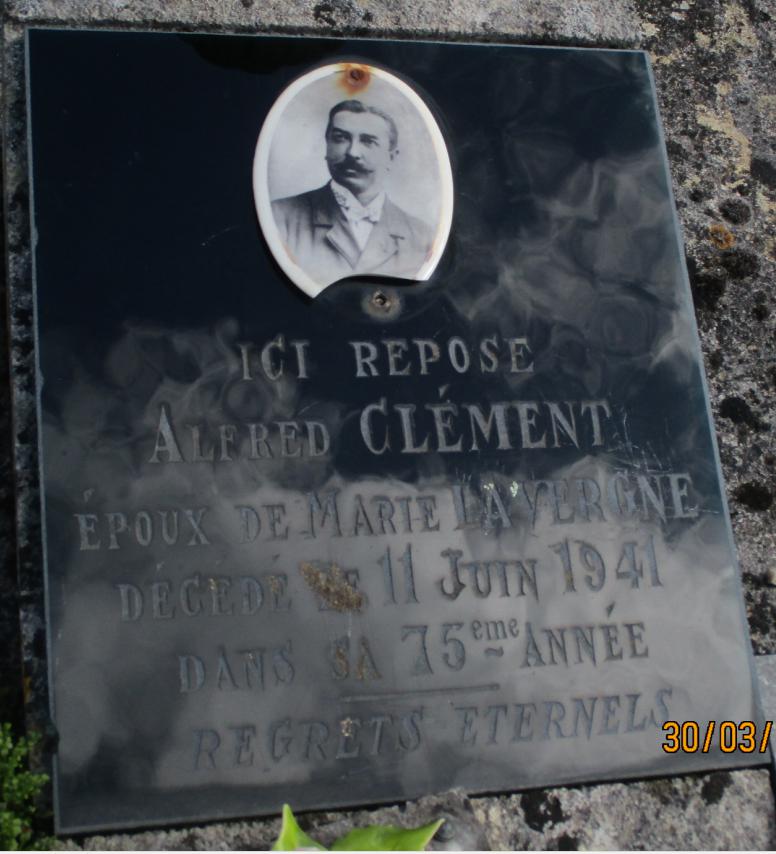 ICI REPOSE
ALFRED CLÉMENT
ÉPOUX DE MARIE LAVERGNE
DÉCÉDÉ LE 11 JUIN 1941
DANS SA 75eme ANNÉE
REGRETS ETERNELS
30/03/